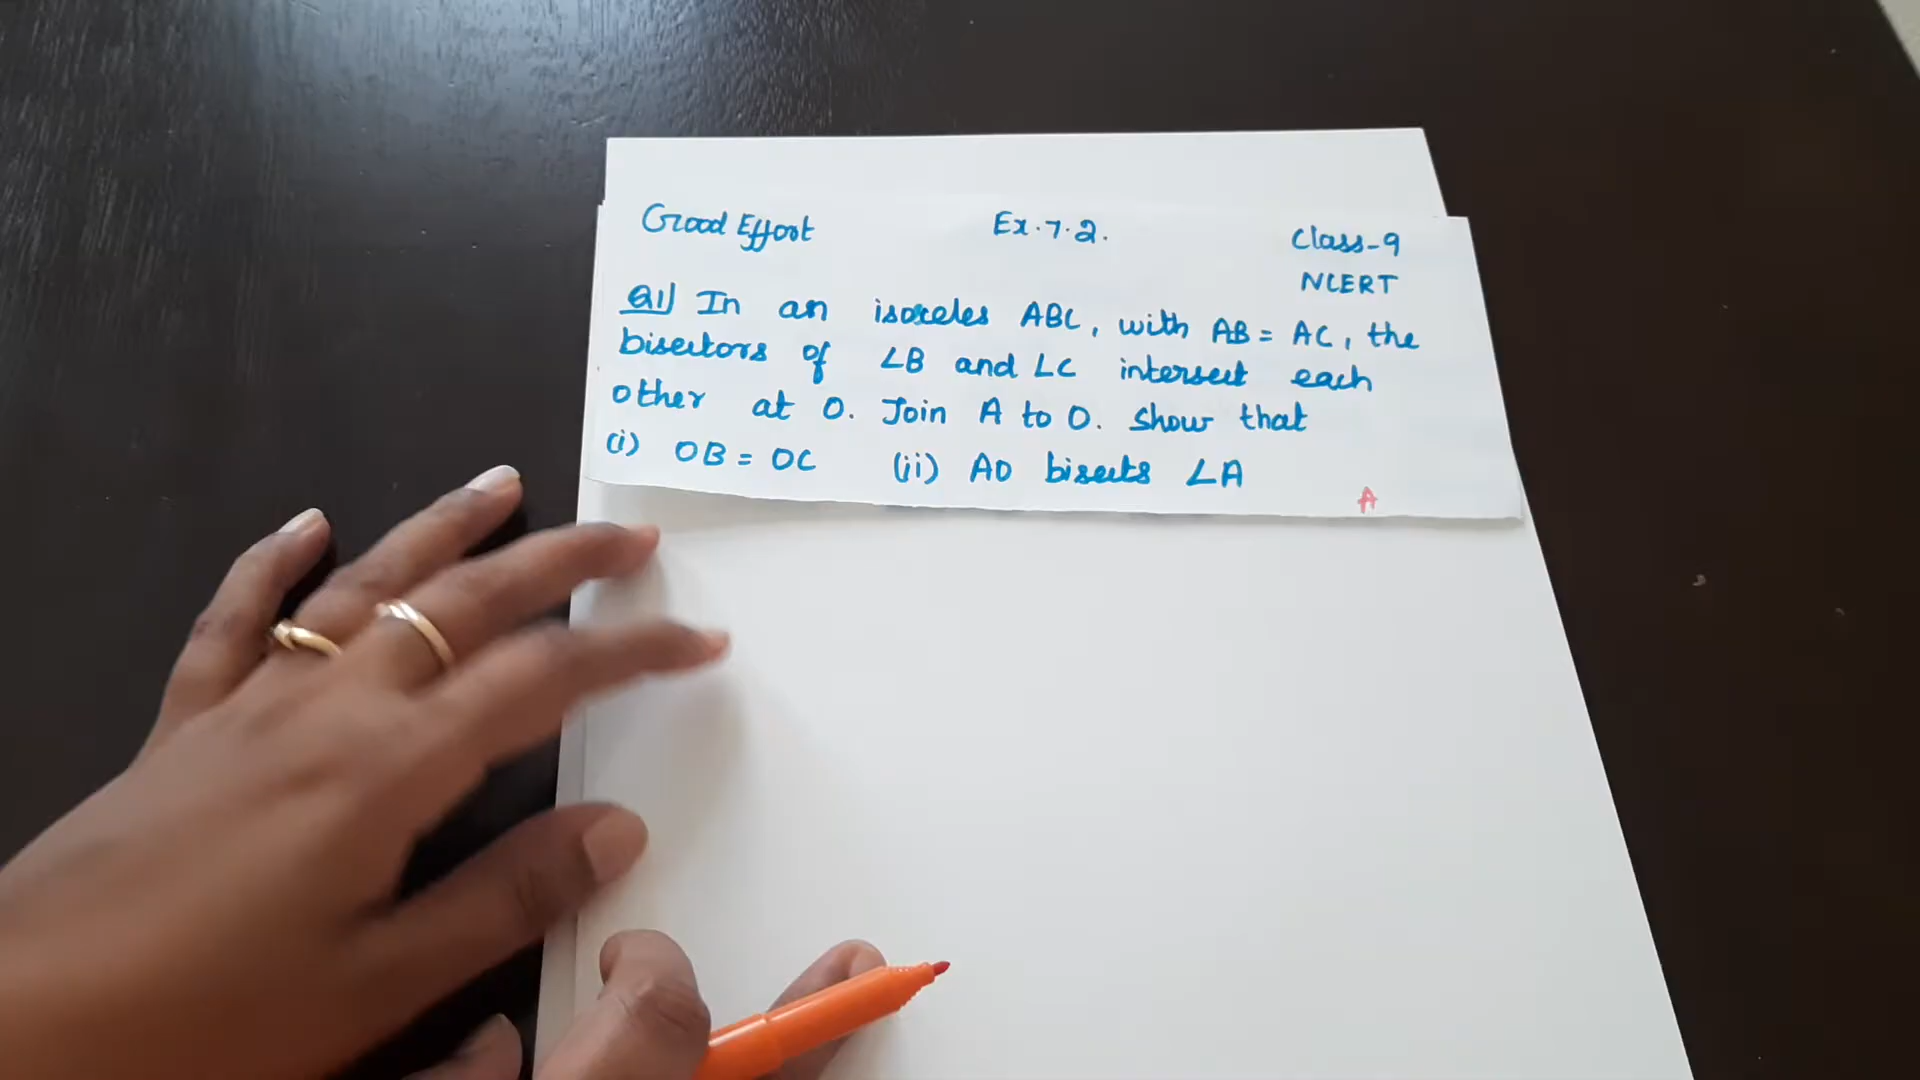 Good Effort Ex.7.2. Class-9
NCERT
Q1) In an isoceles ABC, with AB = AC, the
bisectors of ∠B and ∠C intersect each
other at O. Join A to O. Show that
(i) OB = OC (ii) AO bisects ∠A
A